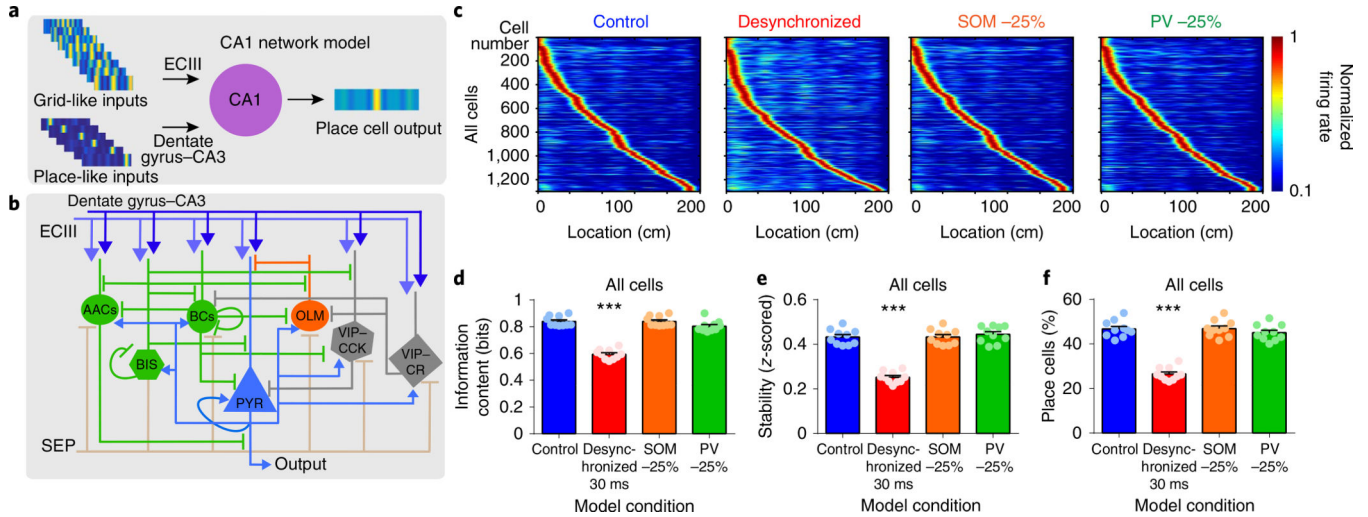 a
CA1 network model
ECIII
Grid-like inputs
CA1
Place cell output
Dentate
gyrus–CA3
Place-like inputs
b
Dentate gyrus–CA3
ECIII
AACs
BCs
OLM
VIP–
CCK
VIP–
CR
BIS
PYR
SEP
Output
c
Control
Desynchronized
SOM –25%
PV –25%
Cell
number
200
400
600
800
1,000
1,200
All cells
0
200
0
200
0
200
0
200
Location (cm)
Location (cm)
Location (cm)
Location (cm)
1
0.1
Normalized
firing rate
d
All cells
***
1.0
0.8
0.6
0.4
0.2
0
Information
content (bits)
Control
Desync-
hronized
30 ms
SOM
–25%
PV
–25%
Model condition
e
All cells
***
0.6
0.4
0.2
0
Stability (z-scored)
Control
Desync-
hronized
30 ms
SOM
–25%
PV
–25%
Model condition
f
All cells
***
60
40
20
0
Place cells (%)
Control
Desync-
hronized
30 ms
SOM
–25%
PV
–25%
Model condition